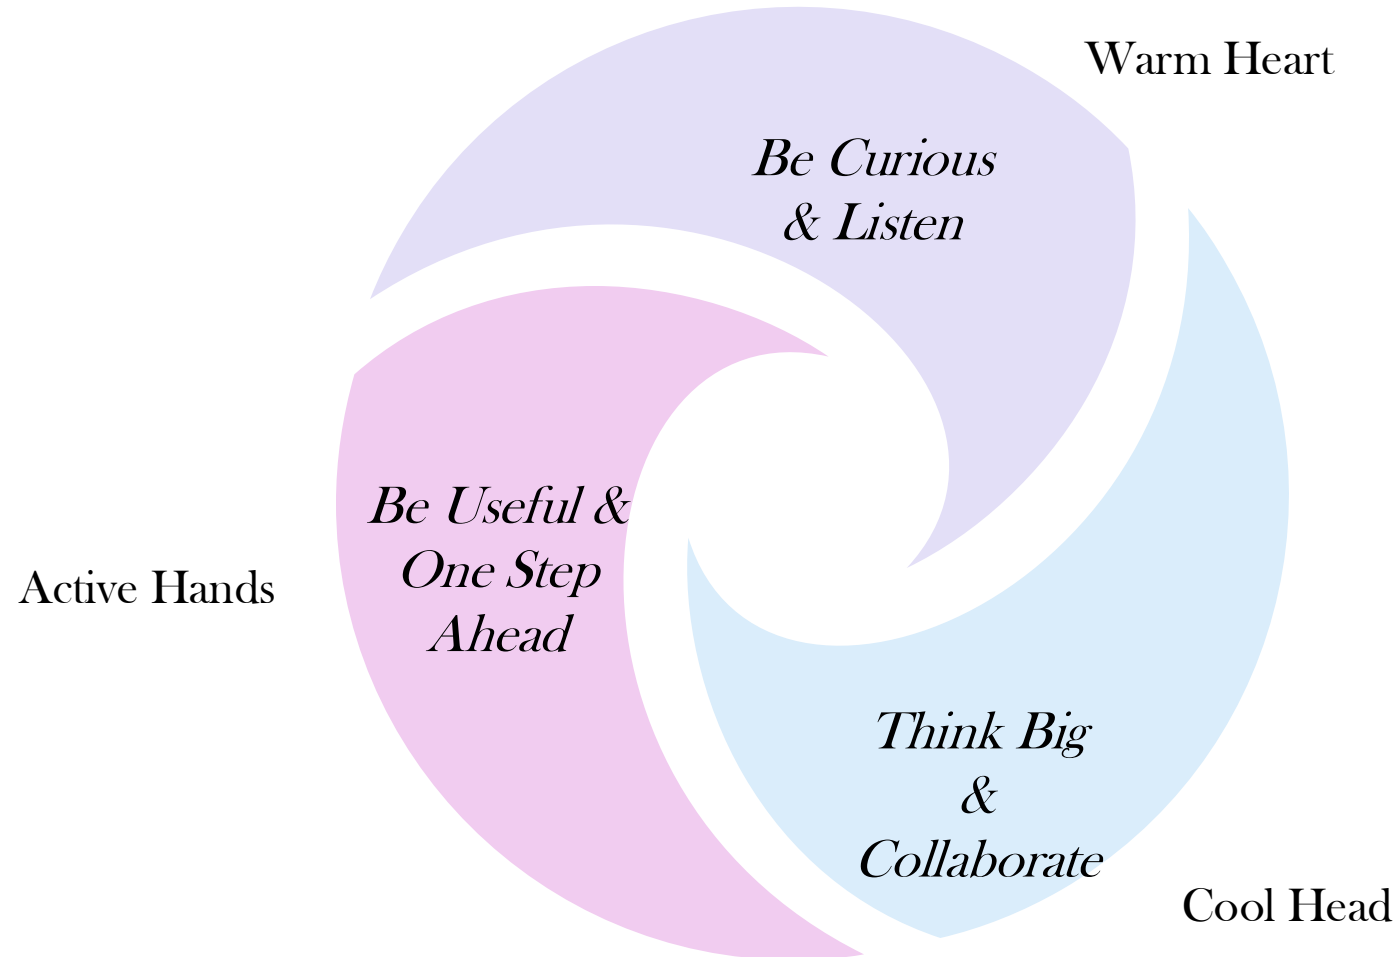 Warm Heart
Be Curious
& Listen
Be Useful &
One Step
Ahead
Active Hands
Think Big
&
Collaborate
Cool Head